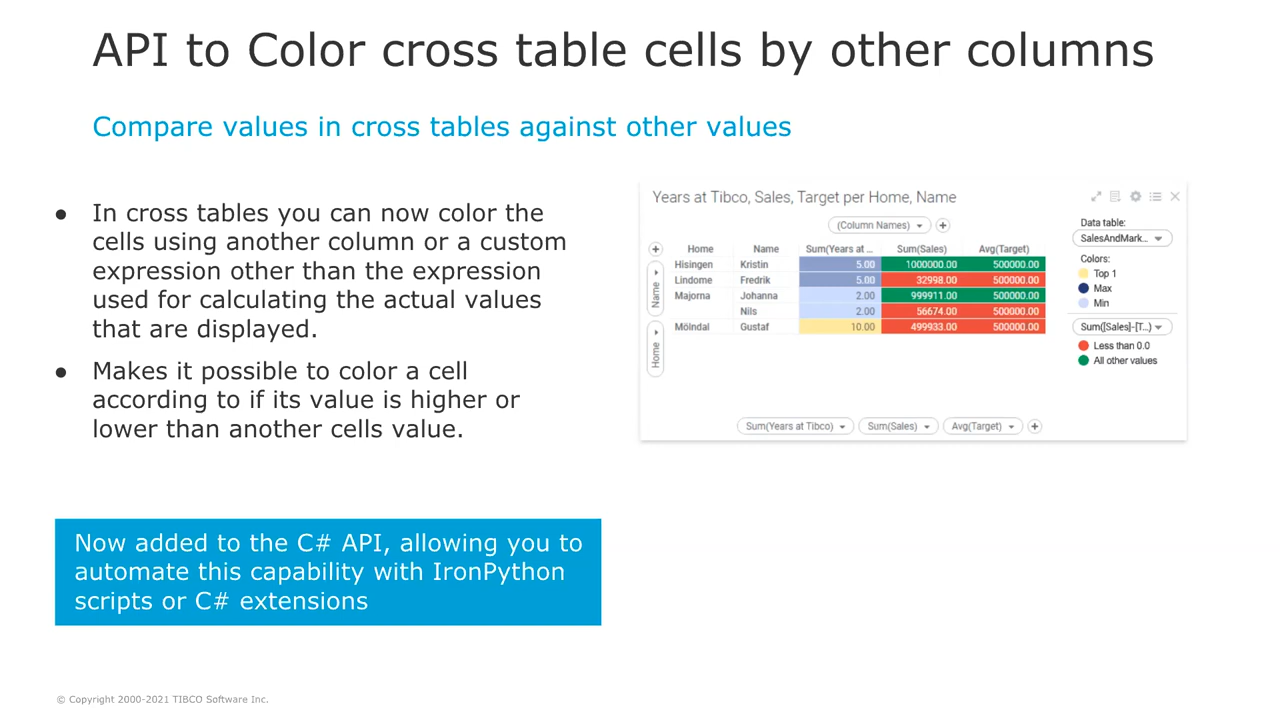 API to Color cross table cells by other columns
Compare values in cross tables against other values
● In cross tables you can now color the
cells using another column or a custom
expression other than the expression
used for calculating the actual values
that are displayed.
● Makes it possible to color a cell
according to if its value is higher or
lower than another cells value.
Now added to the C# API, allowing you to
automate this capability with IronPython
scripts or C# extensions
Years at Tibco, Sales, Target per Home, Name
(Column Names)
Home Name Sum(Years at ... Sum(Sales) Avg(Target)
Hisingen Kristin 5.00 1000000.00 500000.00
Lindome Fredrik 5.00 32998.00 500000.00
Majorna Johanna 2.00 999911.00 500000.00
Nils 2.00 56674.00 500000.00
Mölndal Gustaf 10.00 499933.00 500000.00
Name
Home
Sum(Years at Tibco) Sum(Sales) Avg(Target)
Data table:
SalesAndMark...
Colors:
Top 1
Max
Min
Sum([Sales]-[T...)
Less than 0.0
All other values
© Copyright 2000-2021 TIBCO Software Inc.